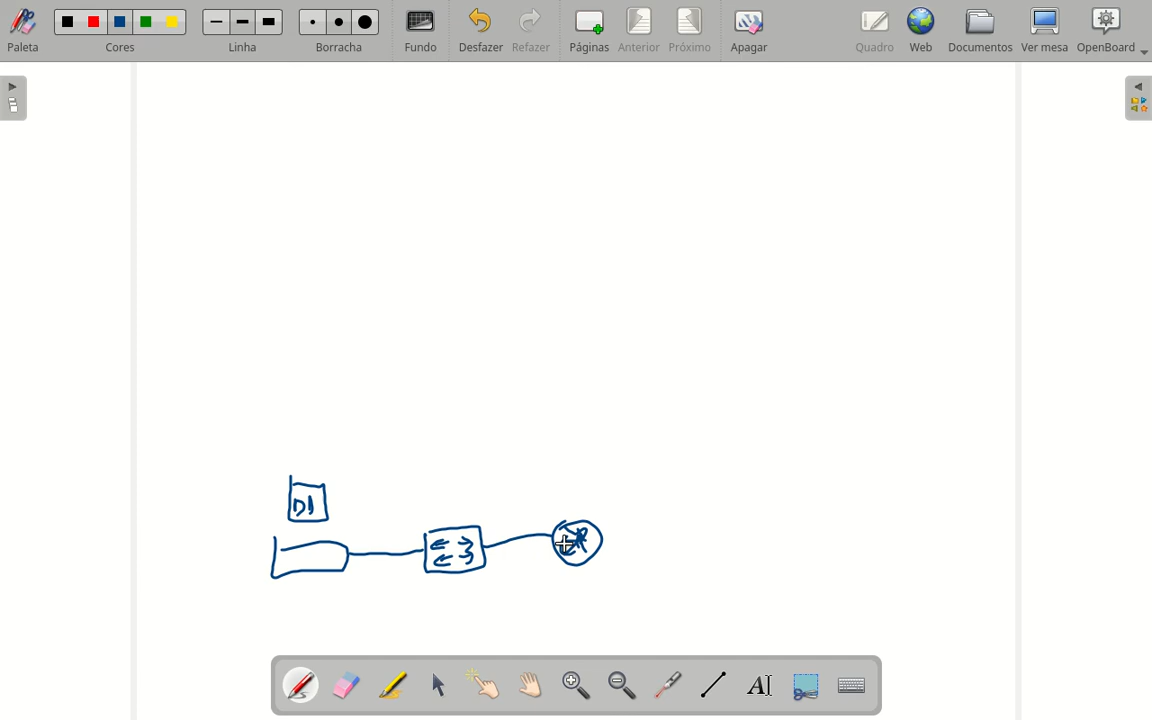 Paleta Cores Linha Borracha Fundo Desfazer Refazer Páginas Anterior Próximo Apagar Quadro Web Documentos Ver mesa OpenBoard
D1